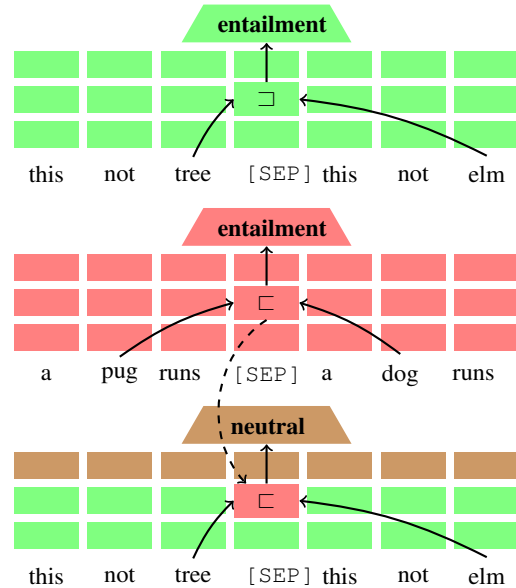 entailment
⊐
this not tree [SEP] this not elm
entailment
⊏
a pug runs [SEP] a dog runs
neutral
⊏
this not tree [SEP] this not elm